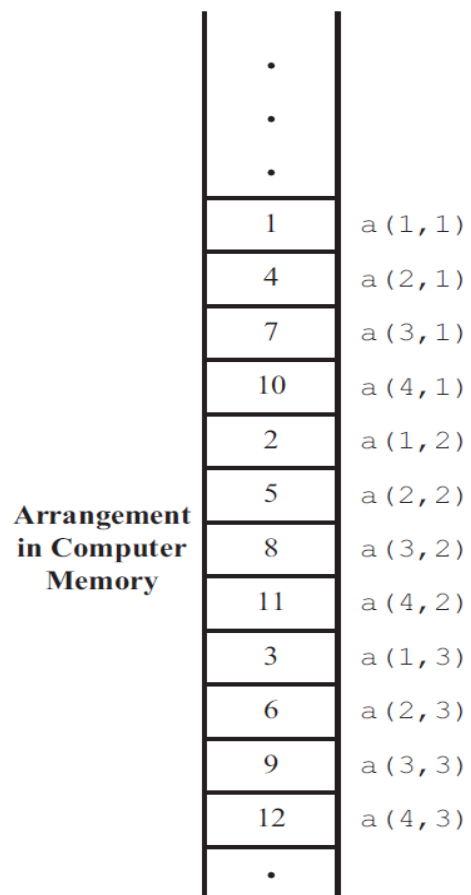 .
.
.
1 a(1,1)
4 a(2,1)
7 a(3,1)
10 a(4,1)
2 a(1,2)
5 a(2,2)
Arrangement
in Computer
Memory
8 a(3,2)
11 a(4,2)
3 a(1,3)
6 a(2,3)
9 a(3,3)
12 a(4,3)
.